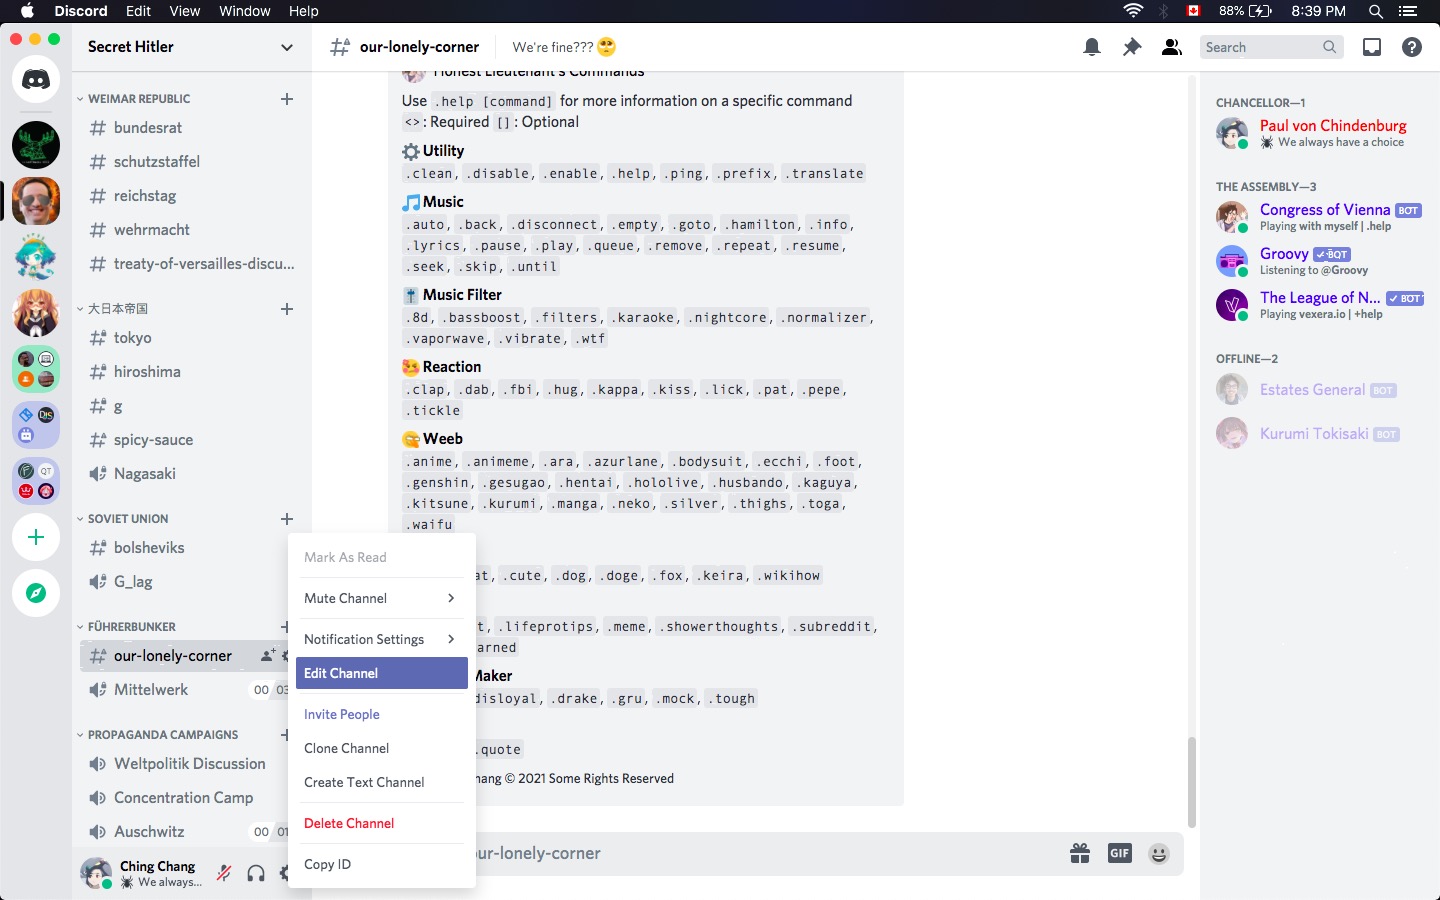 Discord Edit View Window Help
88% 8:39 PM
Secret Hitler
our-lonely-corner We're fine???
Search
WEIMAR REPUBLIC
bundesrat
schutzstaffel
reichstag
wehrmacht
treaty-of-versailles-discu...
大日本帝国
tokyo
hiroshima
g
spicy-sauce
Nagasaki
SOVIET UNION
bolsheviks
G_lag
FÜHRERBUNKER
our-lonely-corner
Mittelwerk 00 03
PROPAGANDA CAMPAIGNS
Weltpolitik Discussion
Concentration Camp
Auschwitz 00 01
Ching Chang
We always...
Honest Lieutenant's Commands
Use .help [command] for more information on a specific command
<>: Required []: Optional
Utility
.clean, .disable, .enable, .help, .ping, .prefix, .translate
Music
.auto, .back, .disconnect, .empty, .goto, .hamilton, .info,
.lyrics, .pause, .play, .queue, .remove, .repeat, .resume,
.seek, .skip, .until
Music Filter
.8d, .bassboost, .filters, .karaoke, .nightcore, .normalizer,
.vaporwave, .vibrate, .wtf
Reaction
.clap, .dab, .fbi, .hug, .kappa, .kiss, .lick, .pat, .pepe,
.tickle
Weeb
.anime, .animeme, .ara, .azurlane, .bodysuit, .ecchi, .foot,
.genshin, .gesugao, .hentai, .hololive, .husbando, .kaguya,
.kitsune, .kurumi, .manga, .neko, .silver, .thighs, .toga,
.waifu
at, .cute, .dog, .doge, .fox, .keira, .wikihow
t, .lifeprotips, .meme, .showerthoughts, .subreddit,
arned
Maker
disloyal, .drake, .gru, .mock, .tough
.quote
hang © 2021 Some Rights Reserved
our-lonely-corner
GIF
Mark As Read
Mute Channel
Notification Settings
Edit Channel
Invite People
Clone Channel
Create Text Channel
Delete Channel
Copy ID
CHANCELLOR—1
Paul von Chindenburg
We always have a choice
THE ASSEMBLY—3
Congress of Vienna BOT
Playing with myself | .help
Groovy BOT
Listening to @Groovy
The League of N... BOT
Playing vexera.io | +help
OFFLINE—2
Estates General BOT
Kurumi Tokisaki BOT